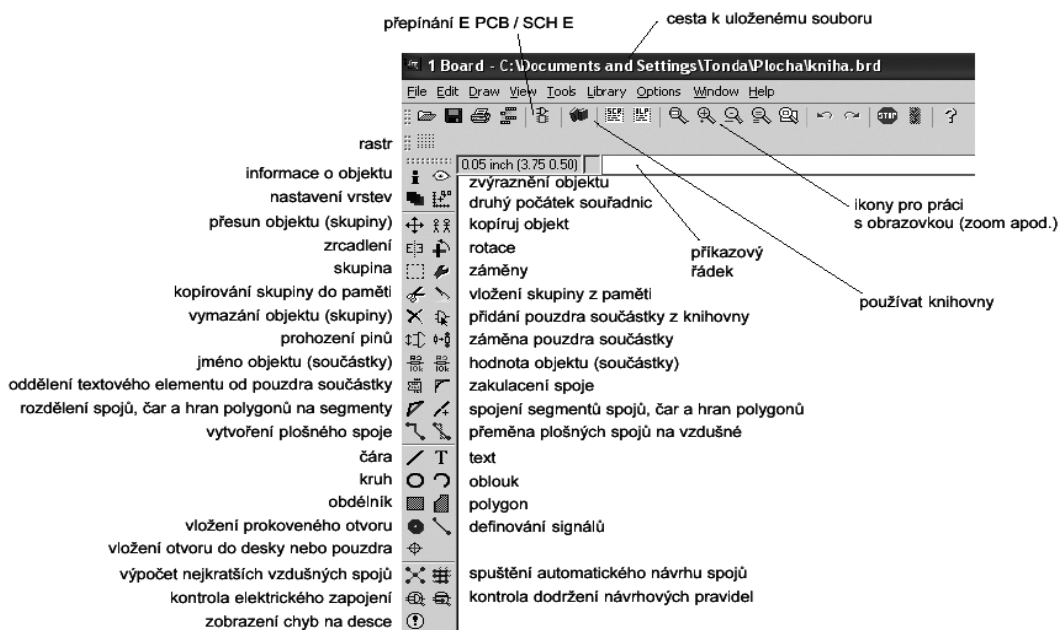 přepínání E PCB / SCH E
cesta k uloženému souboru
1 Board - C:\Documents and Settings\Tonda\Plocha\kniha.brd
File Edit Draw View Tools Library Options Window Help
SCR ULP STOP ?
rastr
0.05 inch (3.75 0.50)
informace o objektu
zvýraznění objektu
nastavení vrstev
druhý počátek souřadnic
ikony pro práci
s obrazovkou (zoom apod.)
přesun objektu (skupiny)
kopíruj objekt
zrcadlení
rotace
příkazový
řádek
skupina
záměny
kopírování skupiny do paměti
vložení skupiny z paměti
používat knihovny
vymazání objektu (skupiny)
přidání pouzdra součástky z knihovny
prohození pinů
záměna pouzdra součástky
jméno objektu (součástky)
R2 10k R2 10k
hodnota objektu (součástky)
oddělení textového elementu od pouzdra součástky
zakulacení spoje
rozdělení spojů, čar a hran polygonů na segmenty
spojení segmentů spojů, čar a hran polygonů
vytvoření plošného spoje
přeměna plošných spojů na vzdušné
čára
T
text
kruh
oblouk
obdélník
polygon
vložení prokoveného otvoru
definování signálů
vložení otvoru do desky nebo pouzdra
výpočet nejkratších vzdušných spojů
spuštění automatického návrhu spojů
kontrola elektrického zapojení
kontrola dodržení návrhových pravidel
zobrazení chyb na desce